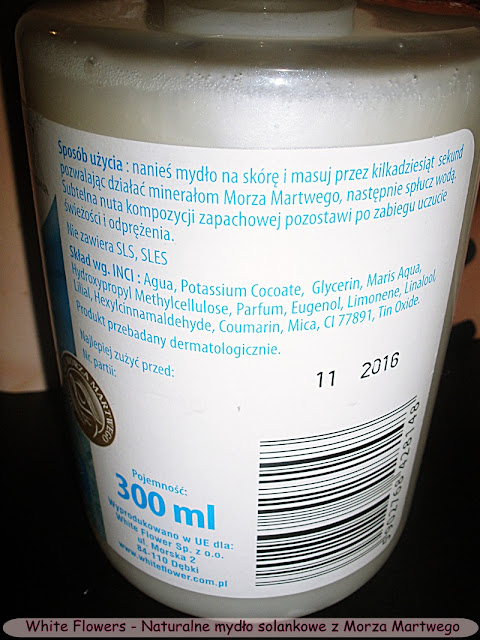 Sposób użycia : nanieś mydło na skórę i masuj przez kilkadziesiąt sekund
pozwalając działać minerałom Morza Martwego, następnie spłucz wodą.
Subtelna nuta kompozycji zapachowej pozostawi po zabiegu uczucie
świeżości i odprężenia.
Nie zawiera SLS, SLES
Skład wg. INCI : Agua, Potassium Cocoate, Glycerin, Maris Aqua,
Hydroxypropyl Methylcellulose, Parfum, Eugenol, Limonene, Linalool,
Lilial, Hexylcinnamaldehyde, Coumarin, Mica, CI 77891, Tin Oxide.
Produkt przebadany dermatologicznie.
Najlepiej zużyć przed:
Nr. partii:
11 2016
MARTWEGO
Pojemność:
300 ml
Wyprodukowano w UE dla:
White Flower Sp. z o.o.
ul. Morska 2
84-110 Dębki
www.whiteflower.com.pl
White Flowers - Naturalne mydło solankowe z Morza Martwego